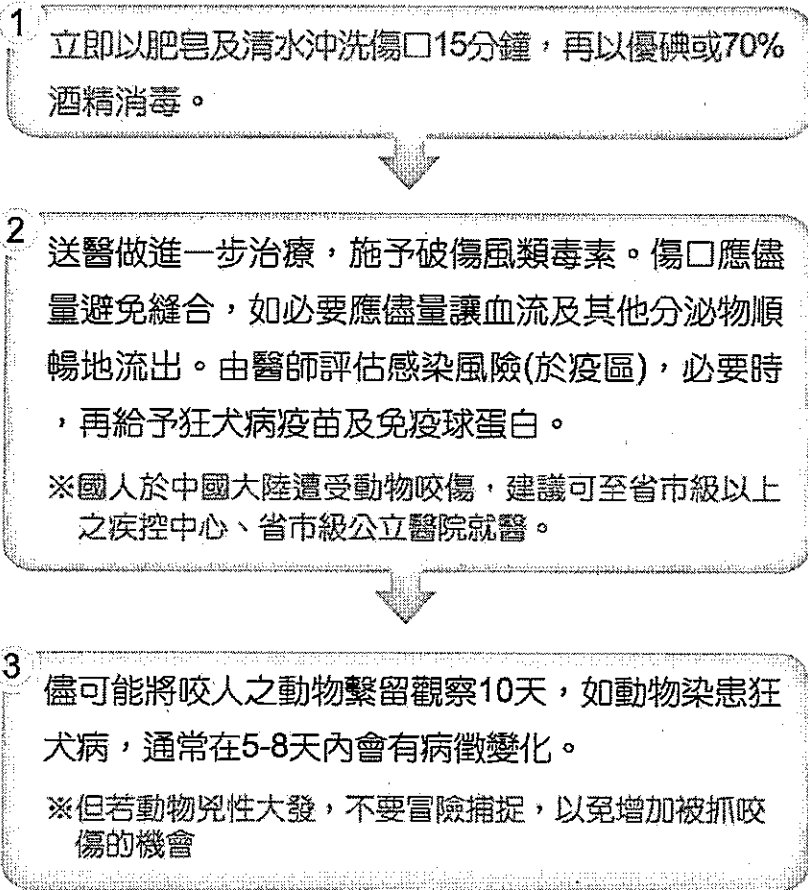 1
立即以肥皂及清水沖洗傷口15分鐘，再以優碘或70%
酒精消毒。
2
送醫做進一步治療，施予破傷風類毒素。傷口應儘
量避免縫合，如必要應儘量讓血流及其他分泌物順
暢地流出。由醫師評估感染風險(於疫區)，必要時
，再給予狂犬病疫苗及免疫球蛋白。
※國人於中國大陸遭受動物咬傷，建議可至省市級以上
之疾控中心、省市級公立醫院就醫。
3
儘可能將咬人之動物繫留觀察10天，如動物染患狂
犬病，通常在5-8天內會有病徵變化。
※但若動物兇性大發，不要冒險捕捉，以免增加被抓咬
傷的機會